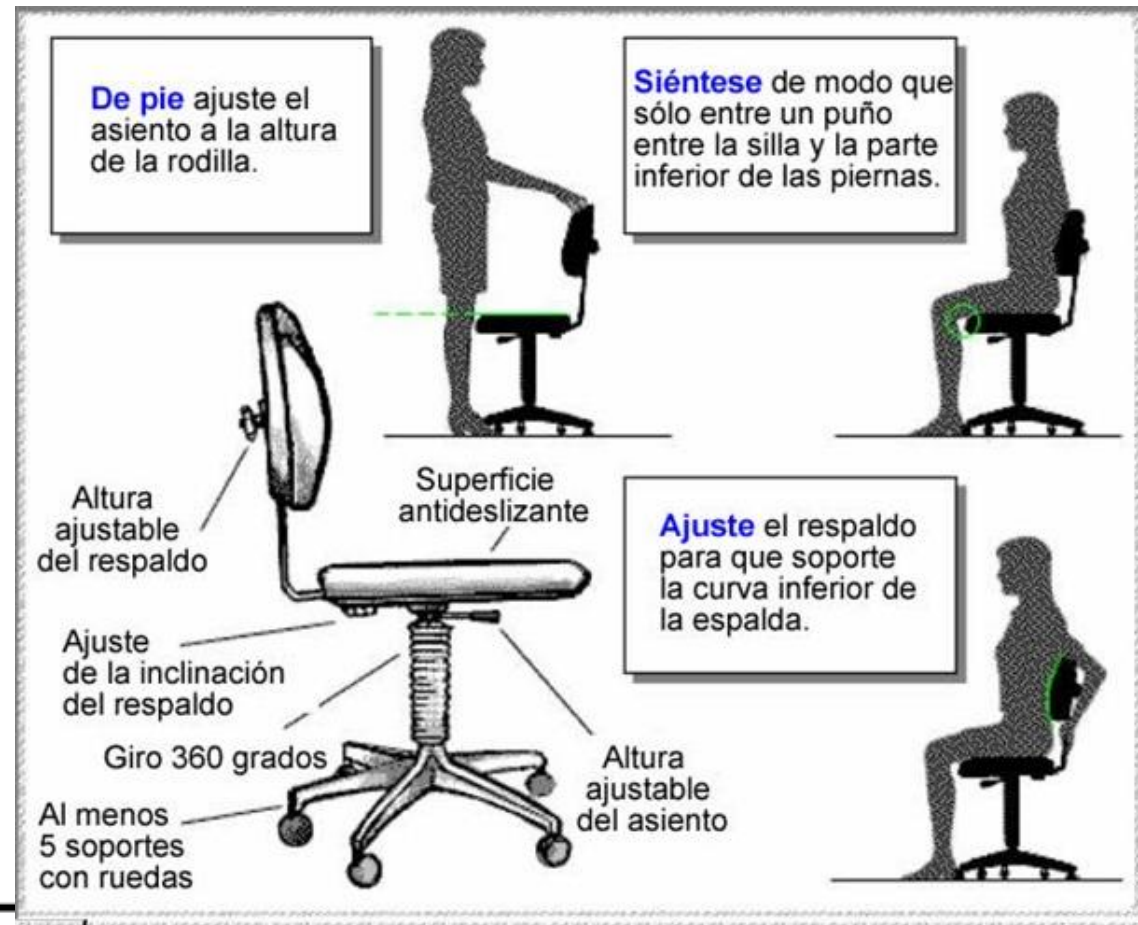 De pie ajuste el
asiento a la altura
de la rodilla.
Siéntese de modo que
sólo entre un puño
entre la silla y la parte
inferior de las piernas.
Altura
ajustable
del respaldo
Superficie
antideslizante
Ajuste el respaldo
para que soporte
la curva inferior de
la espalda.
Ajuste
de la inclinación
del respaldo
Giro 360 grados
Altura
ajustable
del asiento
Al menos
5 soportes
con ruedas